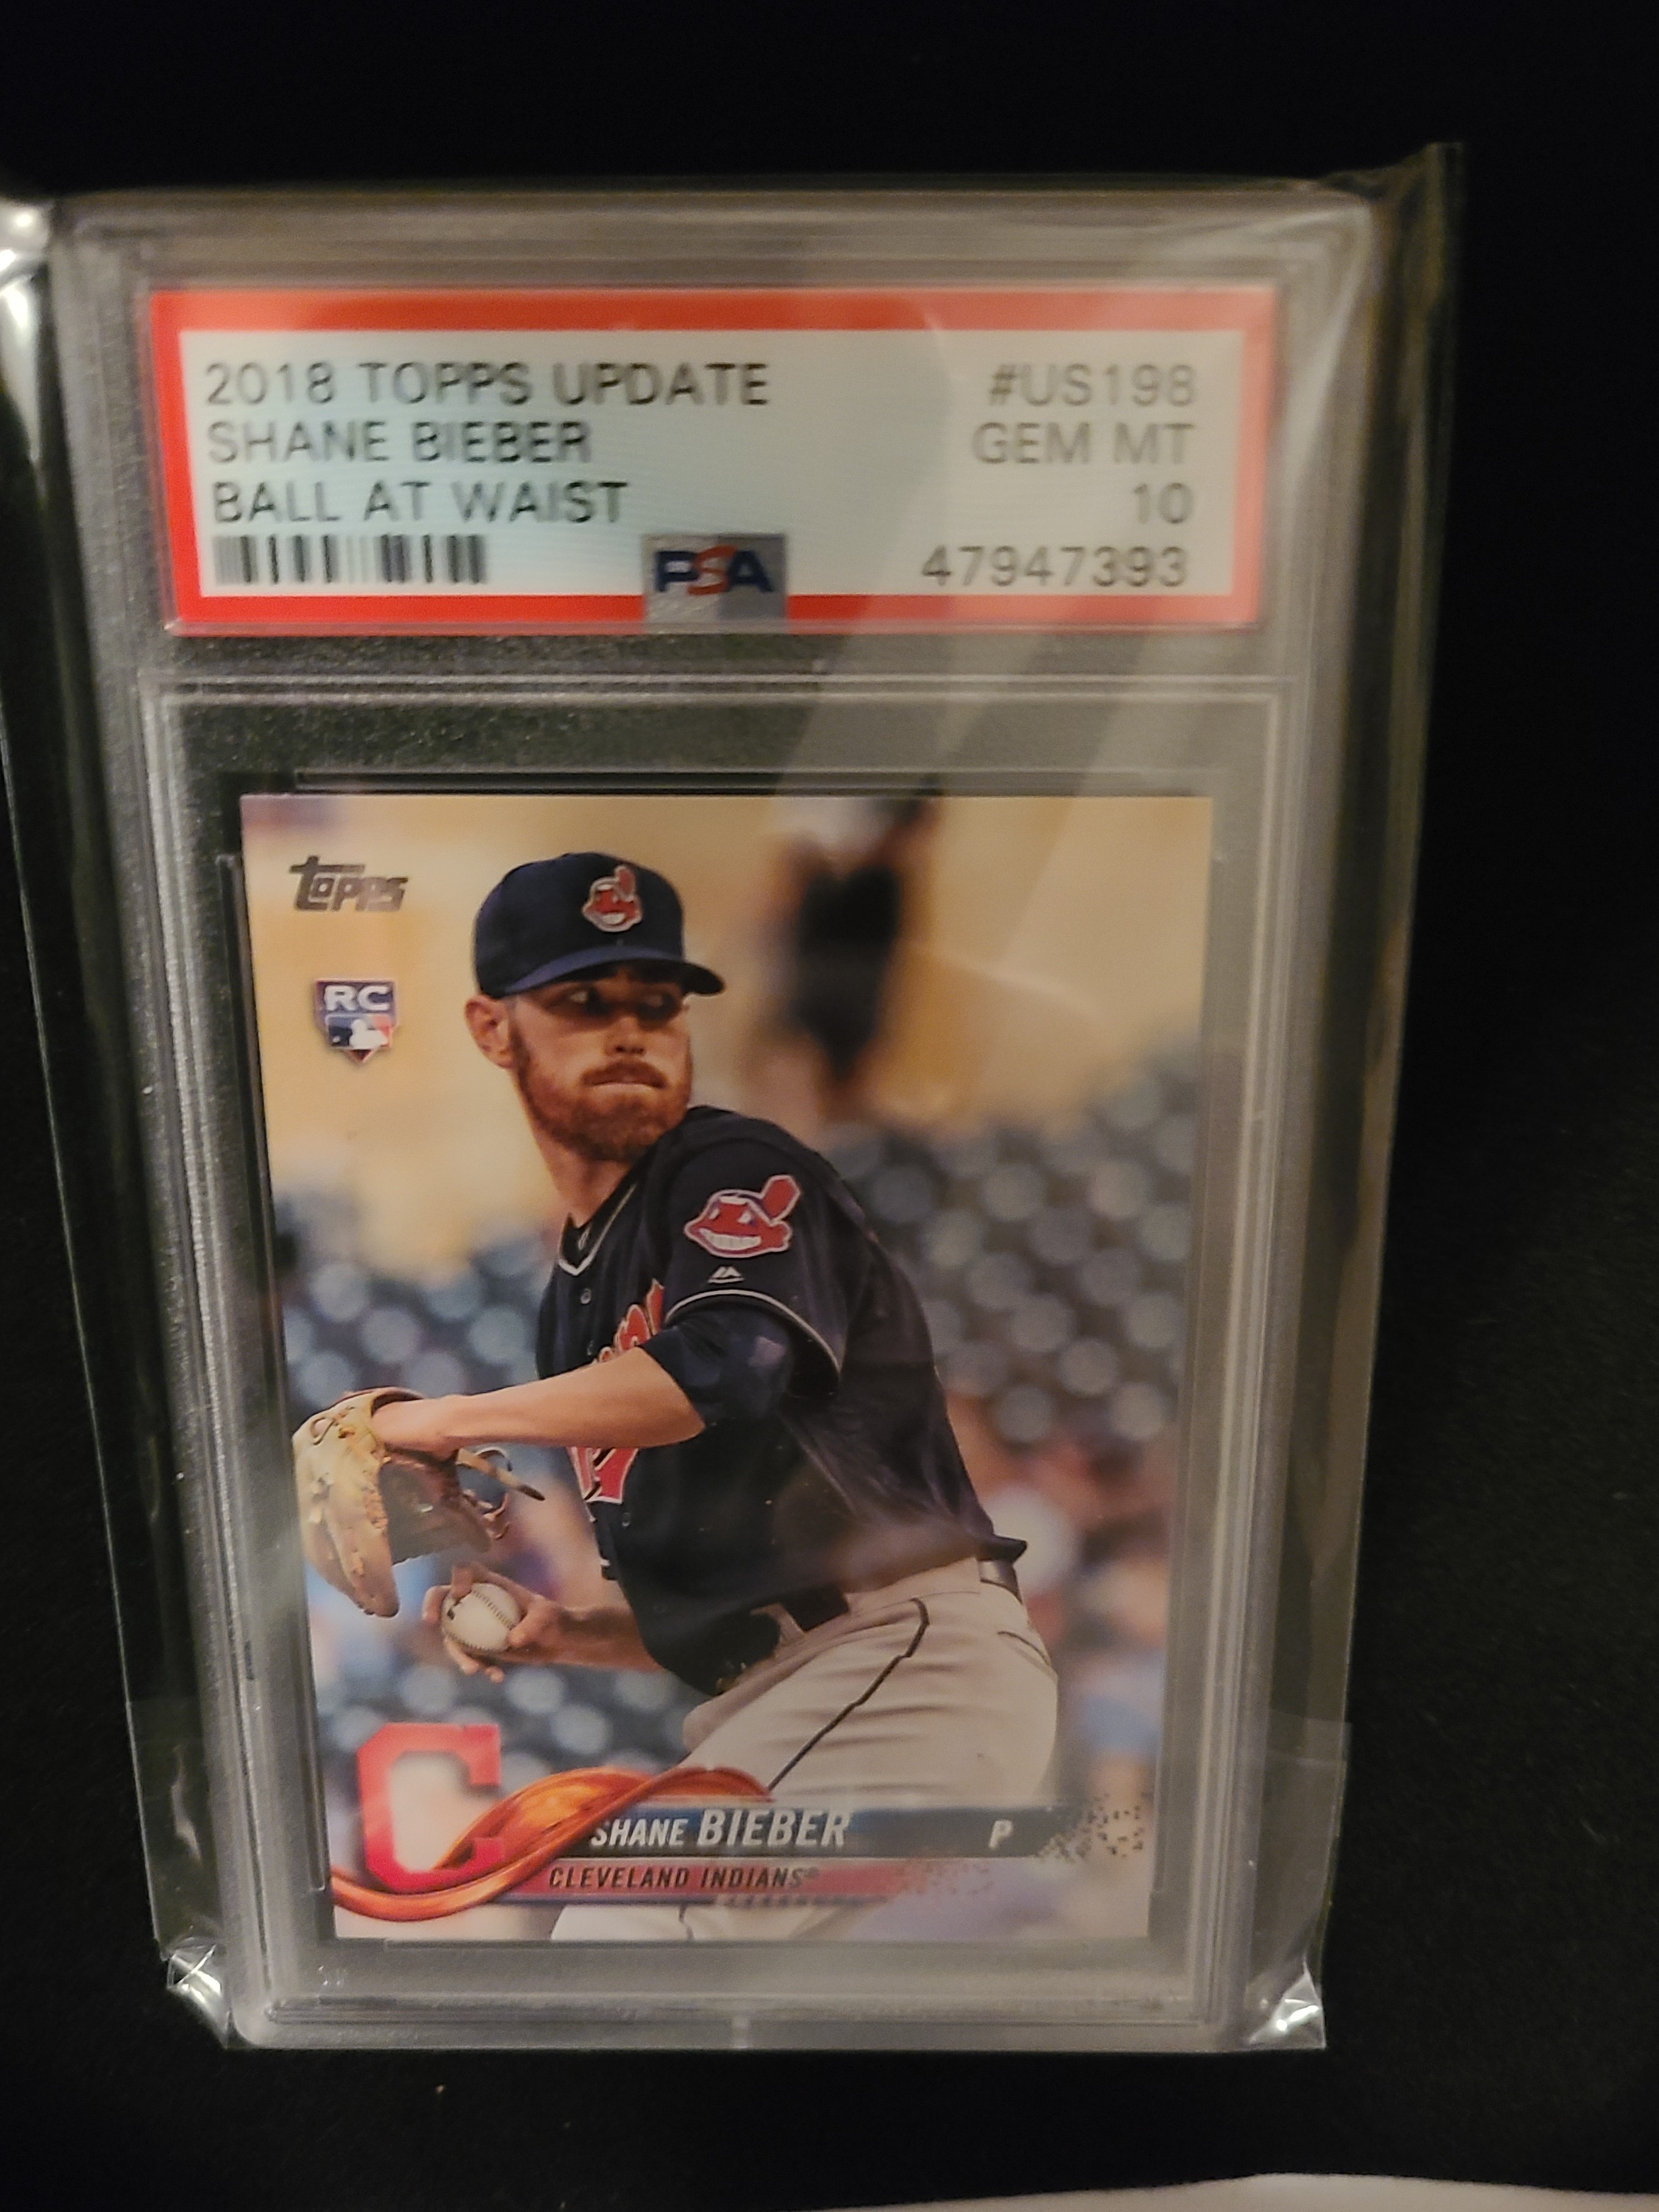 2018 TOPPS UPDATE #US198
SHANE BIEBER GEM MT
BALL AT WAIST 10
PSA 47947393
topps
RC
C
SHANE BIEBER P
CLEVELAND INDIANS®